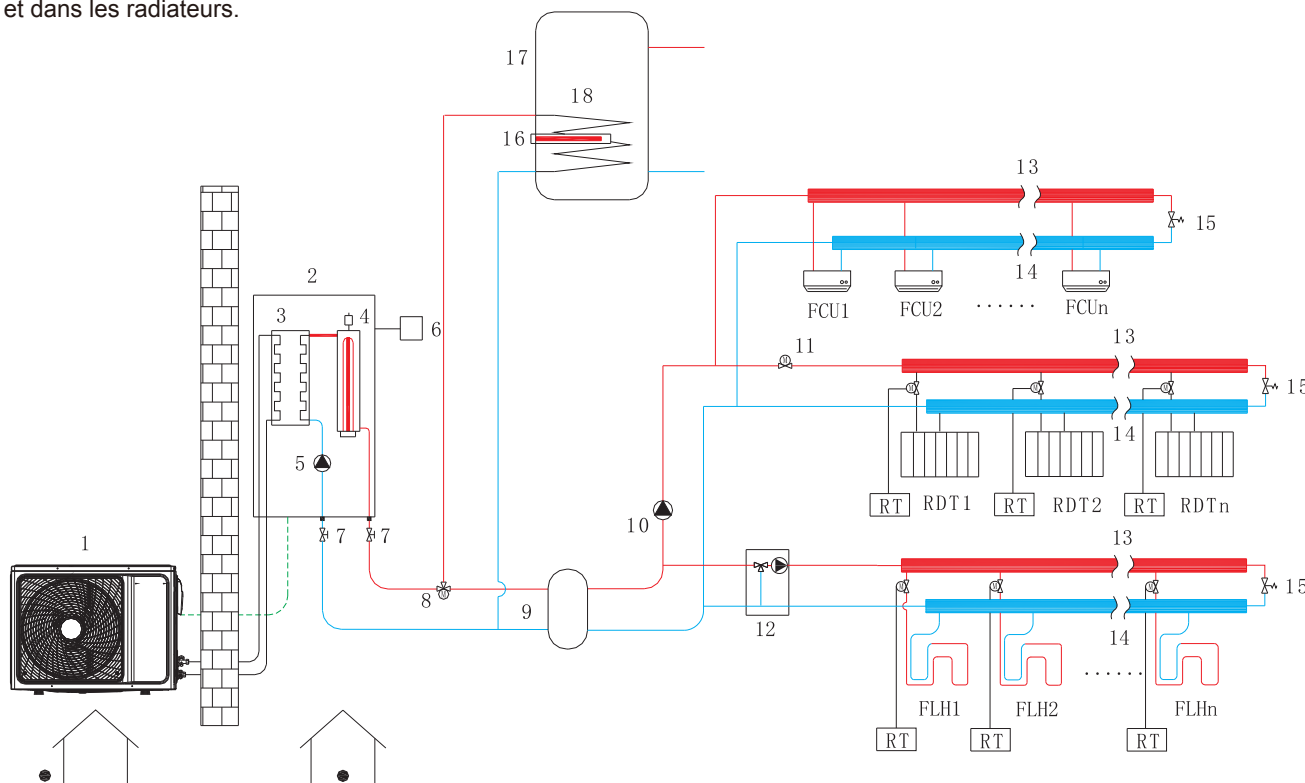 et dans les radiateurs.
17
18
16
13
15
14
2
3
4
6
FCU1
FCU2
······
FCUn
11
13
15
14
5
RT
RDT1
RT
RDT2
RT
RDTn
10
7
7
1
13
8
9
12
15
14
FLH1
FLH2
······
FLHn
RT
RT
RT
M
M
M
M
M
M
M
M